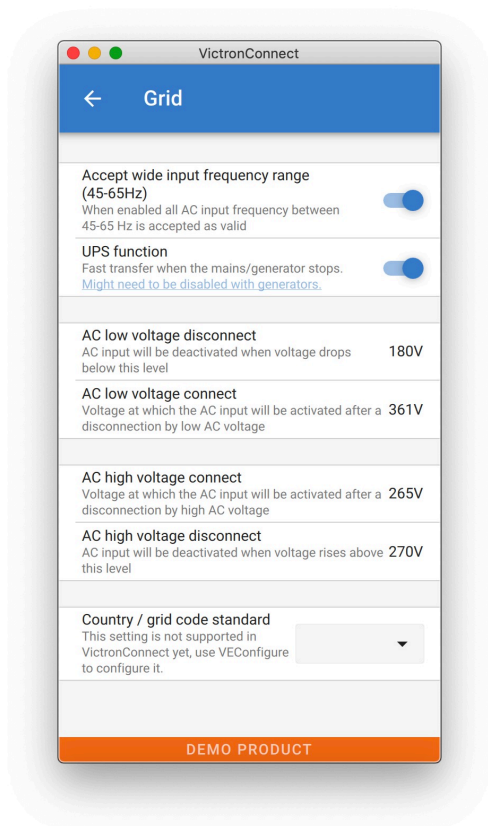 VictronConnect
Grid
Accept wide input frequency range
(45-65Hz)
When enabled all AC input frequency between
45-65 Hz is accepted as valid
UPS function
Fast transfer when the mains/generator stops.
Might need to be disabled with generators.
AC low voltage disconnect
AC input will be deactivated when voltage drops
below this level
180V
AC low voltage connect
Voltage at which the AC input will be activated after a
disconnection by low AC voltage
361V
AC high voltage connect
Voltage at which the AC input will be activated after a
disconnection by high AC voltage
265V
AC high voltage disconnect
AC input will be deactivated when voltage rises above
this level
270V
Country / grid code standard
This setting is not supported in
VictronConnect yet, use VEConfigure
to configure it.
DEMO PRODUCT